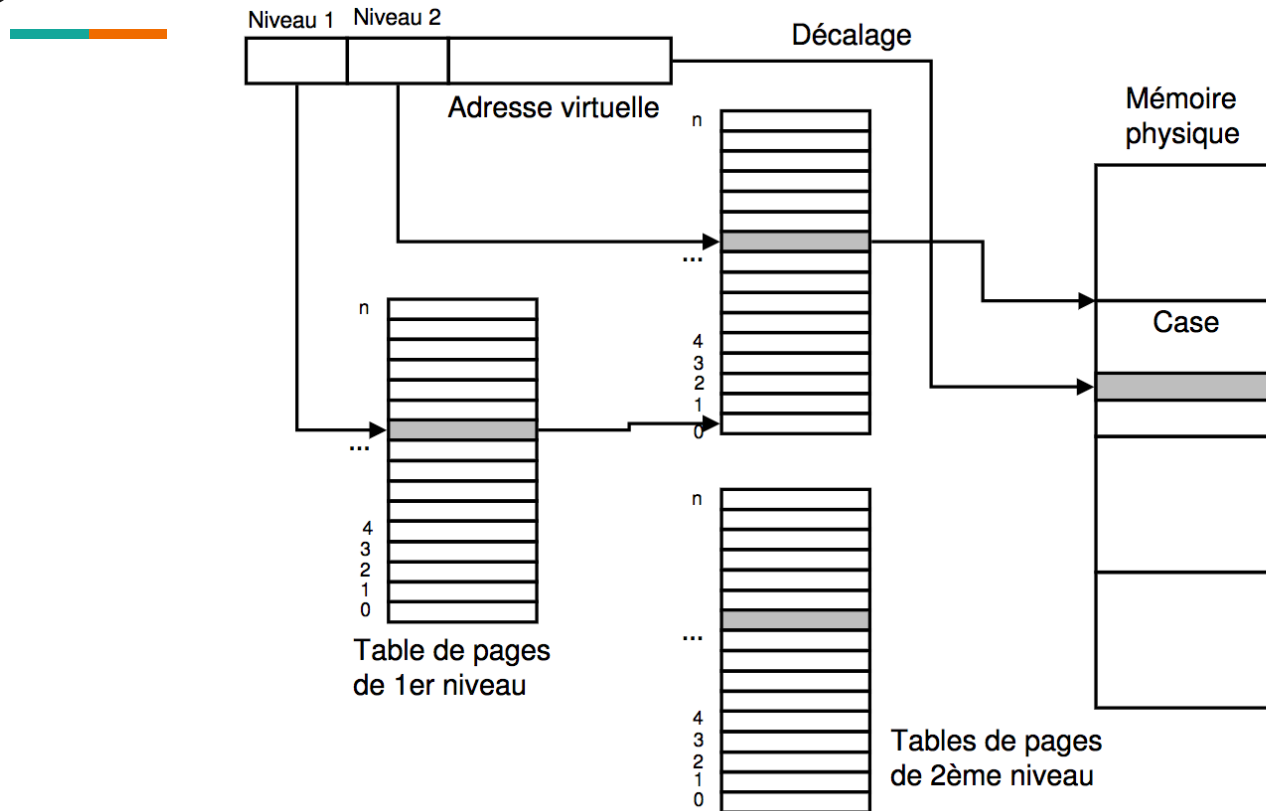 Niveau 1
Niveau 2
Décalage
Adresse virtuelle
Mémoire
physique
n
...
4
3
2
1
0
Case
n
...
4
3
2
1
0
Table de pages
de 1er niveau
n
...
4
3
2
1
0
Tables de pages
de 2ème niveau